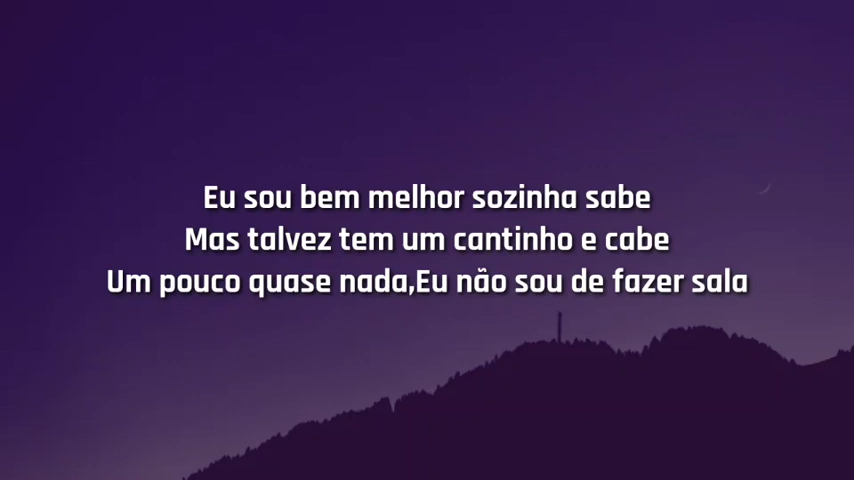 Eu sou bem melhor sozinha sabe
Mas talvez tem um cantinho e cabe
Um pouco quase nada,Eu não sou de fazer sala